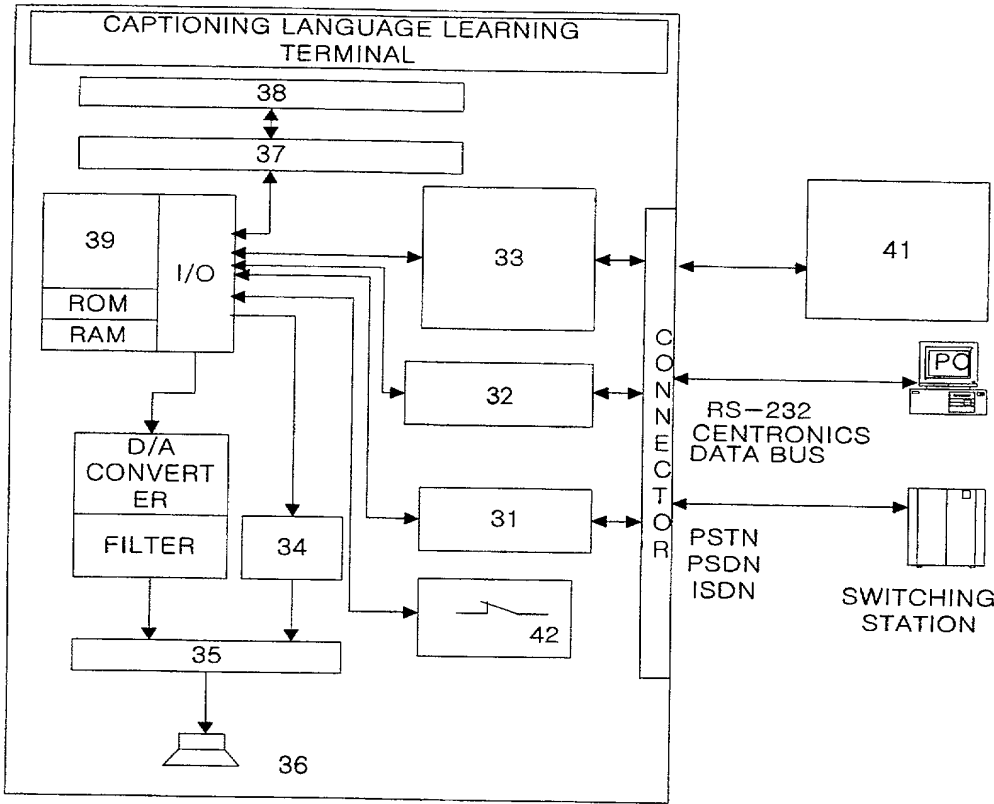 CAPTIONING LANGUAGE LEARNING
TERMINAL
38
37
39
I/O
ROM
RAM
33
41
32
31
34
42
D/A
CONVERT
ER
FILTER
35
36
CONNECTOR
PC
RS-232
CENTRONICS
DATA BUS
PSTN
PSDN
ISDN
SWITCHING
STATION